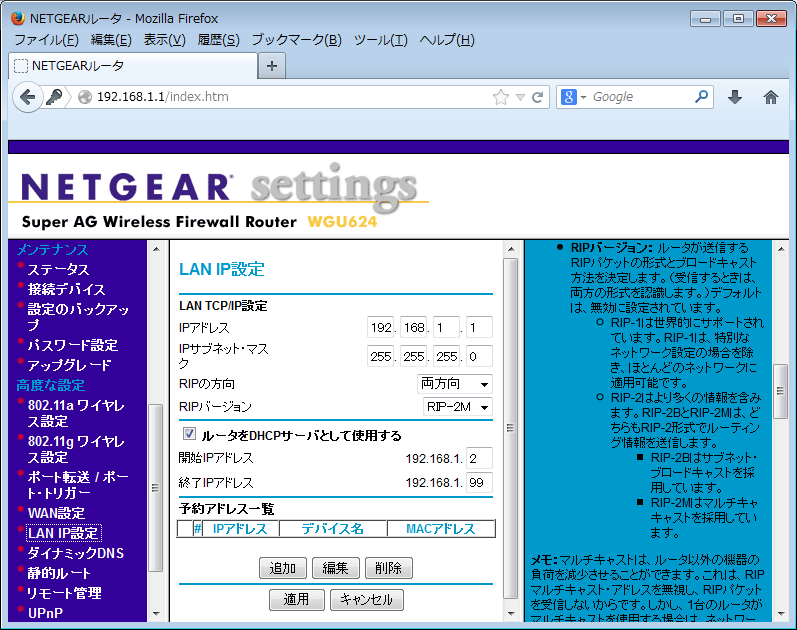 NETGEARルータ - Mozilla Firefox
ファイル(F) 編集(E) 表示(V) 履歴(S) ブックマーク(B) ツール(T) ヘルプ(H)
NETGEARルータ
192.168.1.1/index.htm
8 Google
NETGEAR settings
Super AG Wireless Firewall Router WGU624
メンテナンス
ステータス
接続デバイス
設定のバックアッ
プ
パスワード設定
アップグレード
高度な設定
802.11a ワイヤレ
ス設定
802.11g ワイヤレ
ス設定
ポート転送 / ポー
ト・トリガー
WAN設定
LAN IP設定
ダイナミックDNS
静的ルート
リモート管理
UPnP
LAN IP設定
LAN TCP/IP設定
IPアドレス 192. 168. 1 . 1
IPサブネット・マス
ク 255. 255. 255. 0
RIPの方向 両方向
RIPバージョン RIP-2M
ルータをDHCPサーバとして使用する
開始IPアドレス 192.168.1. 2
終了IPアドレス 192.168.1. 99
予約アドレス一覧
# IPアドレス デバイス名 MACアドレス
追加 編集 削除
適用 キャンセル
RIPバージョン: ルータが送信する
RIPパケットの形式とブロードキャスト
方法を決定します。(受信するときは、
両方の形式を認識します。)デフォルト
は、無効に設定されています。
RIP-1は世界的にサポートされ
ています。RIP-1は、特別な
ネットワーク設定の場合を除
き、ほとんどのネットワークに
適用可能です。
RIP-2はより多くの情報を含み
ます。RIP-2BとRIP-2Mは、ど
ちらもRIP-2形式でルーティン
グ情報を送信します。
RIP-2Bはサブネット・
ブロードキャストを採
用しています。
RIP-2Mはマルチキャ
キャストを採用してい
ます。
メモ:マルチキャストは、ルータ以外の機器の
負荷を減少させることができます。これは、RIP
マルチキャスト・アドレスを無視し、RIPパケット
を受信しないからです。しかし、1台のルータが
マルチキャストを使用する場合は、ネットワー